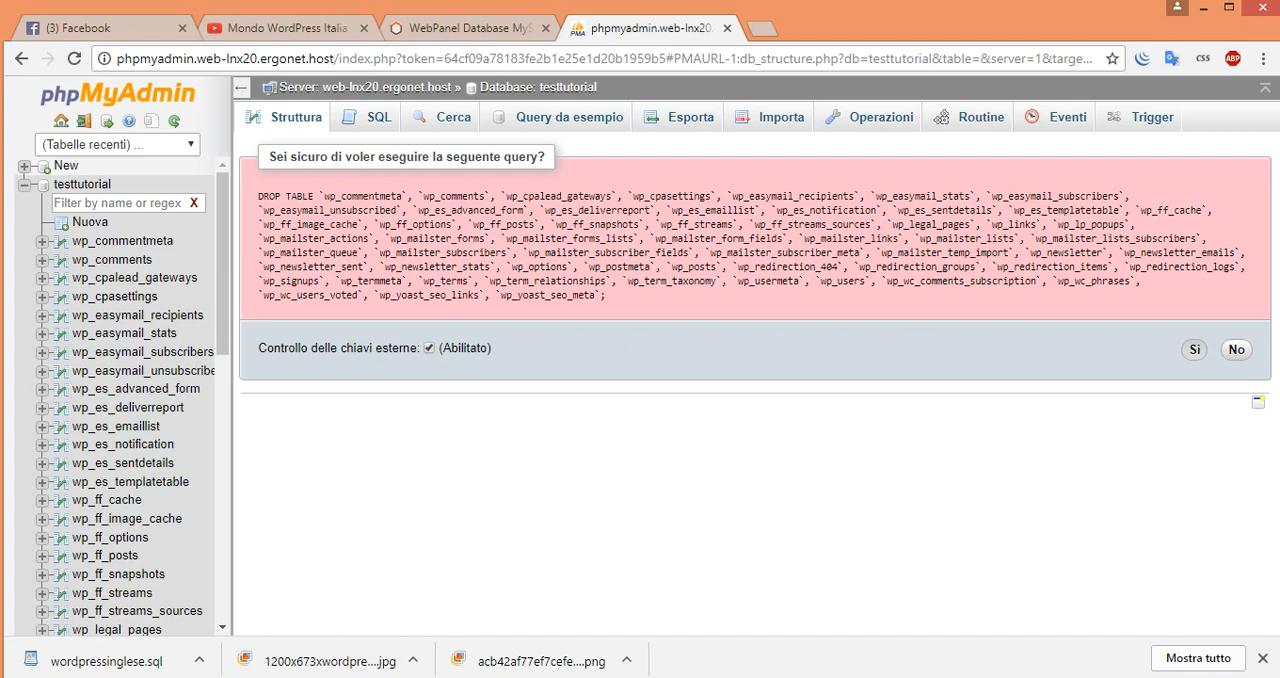 (3) Facebook
Mondo WordPress Italia
WebPanel Database MyS
phpmyadmin.web-lnx20.
phpmyadmin.web-lnx20.ergonet.host/index.php?token=64cf09a781836f2b1e25e1d20b1959b5#PMAURL-1:db_structure.php?db=testtutorial&table=&server=1&targe...
CSS
ABP
phpMyAdmin
(Tabelle recenti) ...
New
testtutorial
Filter by name or regex X
Nuova
wp_commentmeta
wp_comments
wp_cpalead_gateways
wp_cpasettings
wp_easymail_recipients
wp_easymail_stats
wp_easymail_subscribers
wp_easymail_unsubscribe
wp_es_advanced_form
wp_es_deliverreport
wp_es_emaillist
wp_es_notification
wp_es_sentdetails
wp_es_templatetable
wp_ff_cache
wp_ff_image_cache
wp_ff_options
wp_ff_posts
wp_ff_snapshots
wp_ff_streams
wp_ff_streams_sources
wp_legal_pages
Server: web-lnx20.ergonet.host » Database: testtutorial
Struttura SQL Cerca Query da esempio Esporta Importa Operazioni Routine Eventi Trigger
Sei sicuro di voler eseguire la seguente query?
DROP TABLE `wp_commentmeta`, `wp_comments`, `wp_cpalead_gateways`, `wp_cpasettings`, `wp_easymail_recipients`, `wp_easymail_stats`, `wp_easymail_subscribers`,
`wp_easymail_unsubscribed`, `wp_es_advanced_form`, `wp_es_deliverreport`, `wp_es_emaillist`, `wp_es_notification`, `wp_es_sentdetails`, `wp_es_templatetable`, `wp_ff_cache`,
`wp_ff_image_cache`, `wp_ff_options`, `wp_ff_posts`, `wp_ff_snapshots`, `wp_ff_streams`, `wp_ff_streams_sources`, `wp_legal_pages`, `wp_links`, `wp_lp_popups`,
`wp_mailster_actions`, `wp_mailster_forms`, `wp_mailster_forms_lists`, `wp_mailster_form_fields`, `wp_mailster_links`, `wp_mailster_lists`, `wp_mailster_lists_subscribers`,
`wp_mailster_queue`, `wp_mailster_subscribers`, `wp_mailster_subscriber_fields`, `wp_mailster_subscriber_meta`, `wp_mailster_temp_import`, `wp_newsletter`, `wp_newsletter_emails`,
`wp_newsletter_sent`, `wp_newsletter_stats`, `wp_options`, `wp_postmeta`, `wp_posts`, `wp_redirection_404`, `wp_redirection_groups`, `wp_redirection_items`, `wp_redirection_logs`,
`wp_signups`, `wp_termmeta`, `wp_terms`, `wp_term_relationships`, `wp_term_taxonomy`, `wp_usermeta`, `wp_users`, `wp_wc_comments_subscription`, `wp_wc_phrases`,
`wp_wc_users_voted`, `wp_yoast_seo_links`, `wp_yoast_seo_meta`;
Controllo delle chiavi esterne: (Abilitato)
Sì No
wordpressinglese.sql
1200x673xwordpre....jpg
acb42af77ef7cefe....png
Mostra tutto